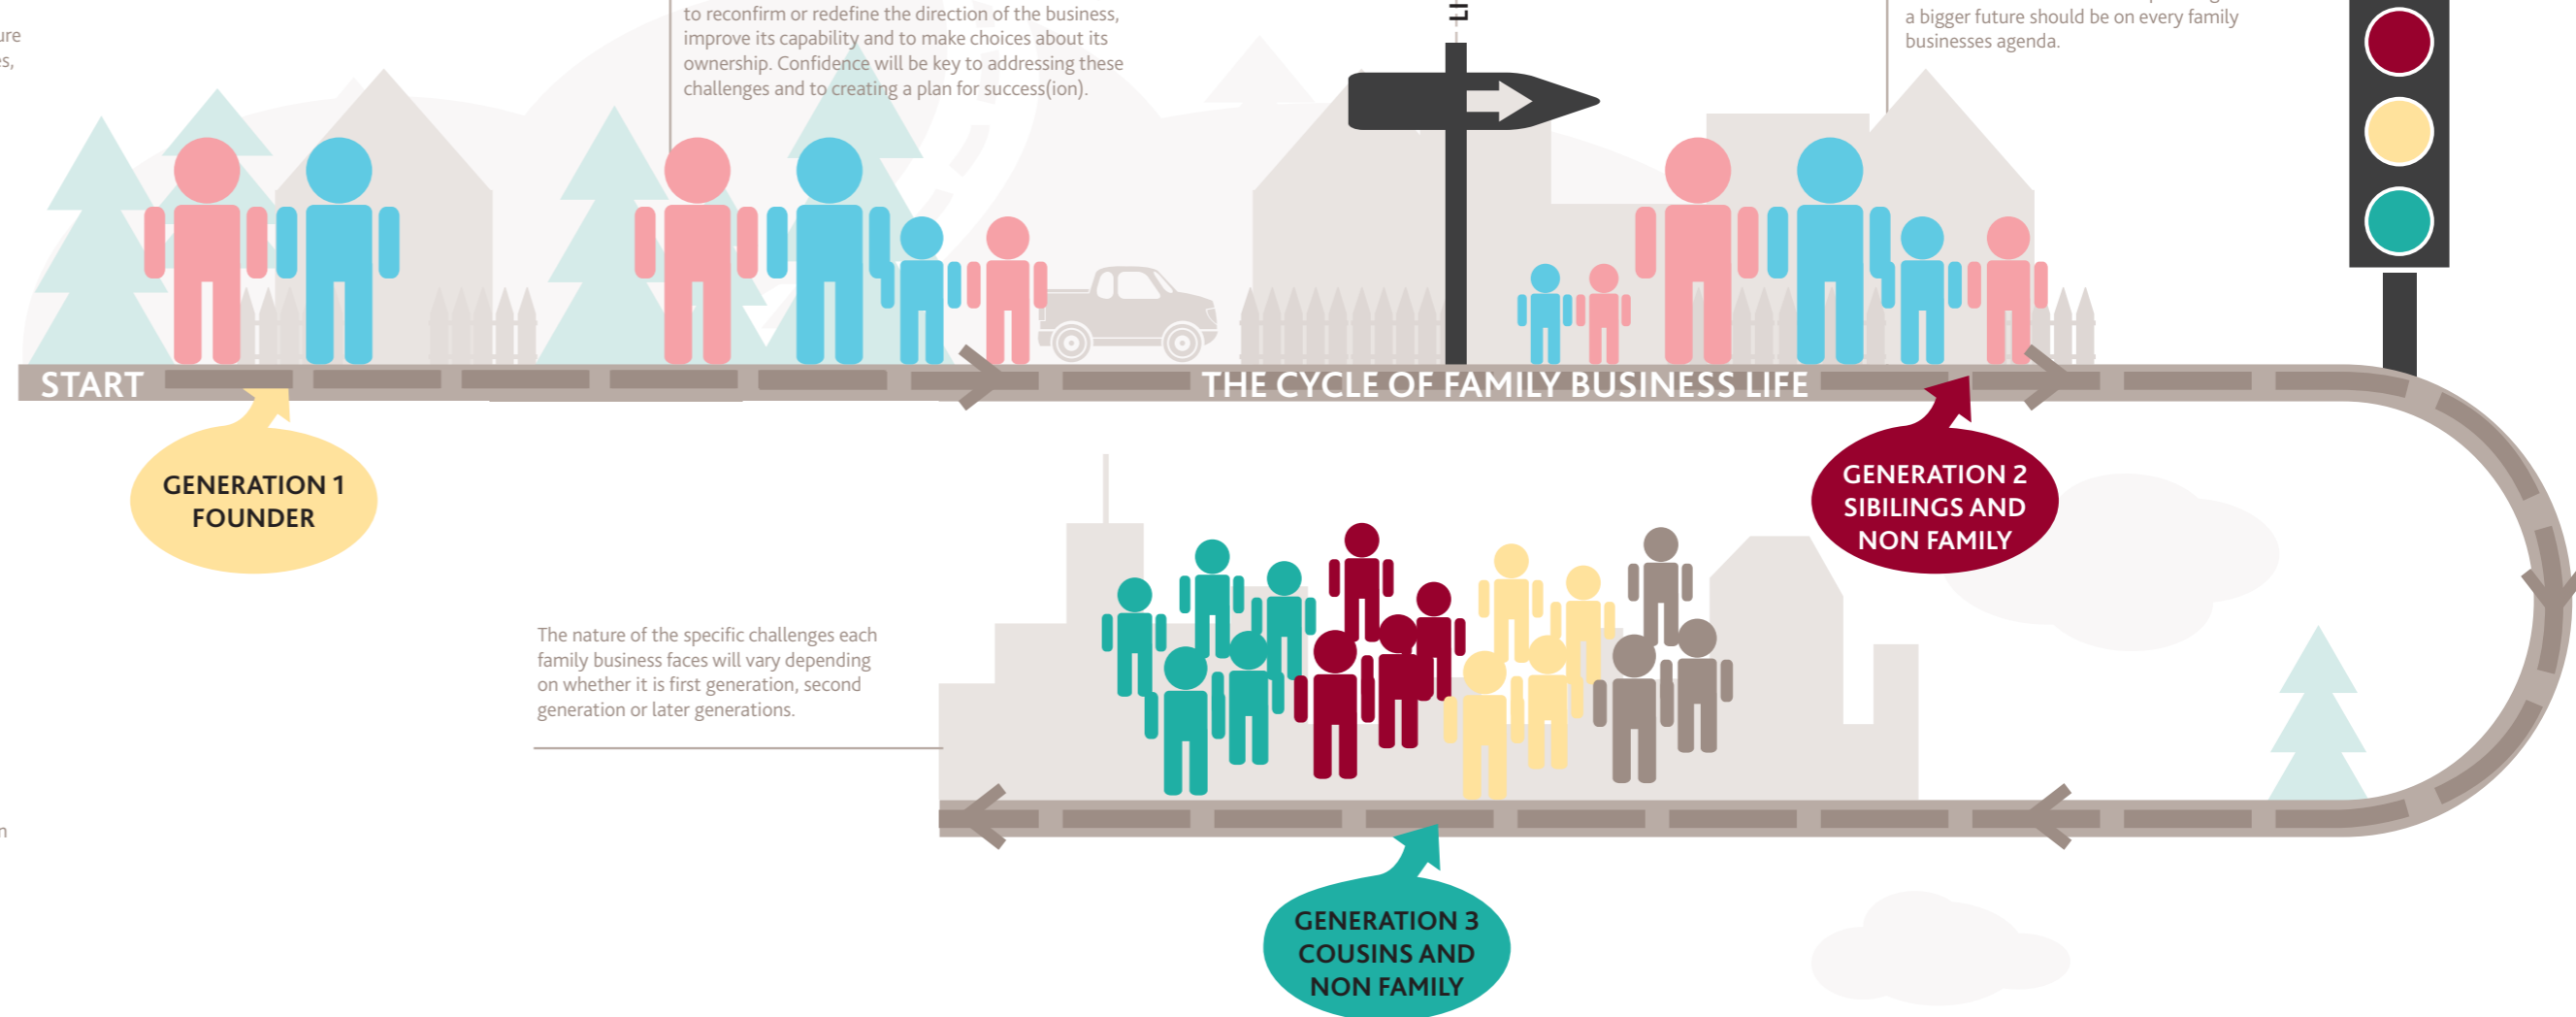 to reconfirm or redefine the direction of the business,
improve its capability and to make choices about its
ownership. Confidence will be key to addressing these
challenges and to creating a plan for success(ion).
a bigger future should be on every family
businesses agenda.
START
THE CYCLE OF FAMILY BUSINESS LIFE
GENERATION 1
FOUNDER
GENERATION 2
SIBILINGS AND
NON FAMILY
The nature of the specific challenges each
family business faces will vary depending
on whether it is first generation, second
generation or later generations.
GENERATION 3
COUSINS AND
NON FAMILY